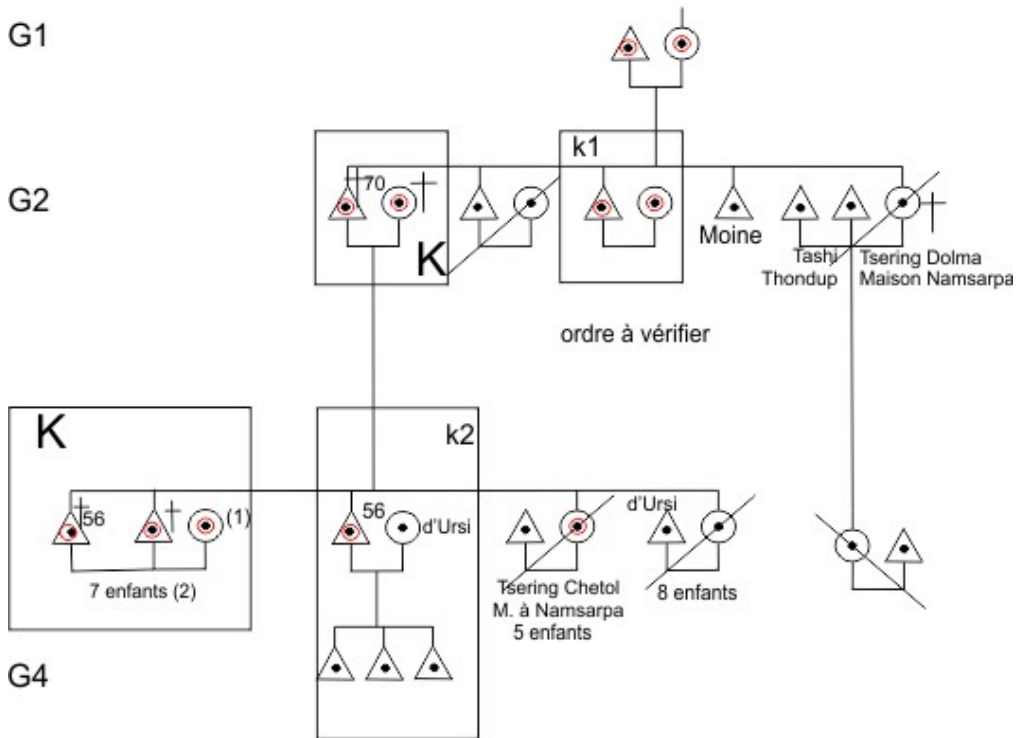 G1
k1
G2
70
K
Moine
Tashi
Thondup
Tsering Dolma
Maison Namsarpa
ordre à vérifier
K
k2
56
(1)
56
d'Ursi
d'Ursi
7 enfants (2)
Tsering Chetol
M. à Namsarpa
5 enfants
8 enfants
G4